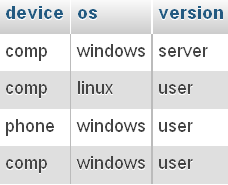 device os version
comp windows server
comp linux user
phone windows user
comp windows user